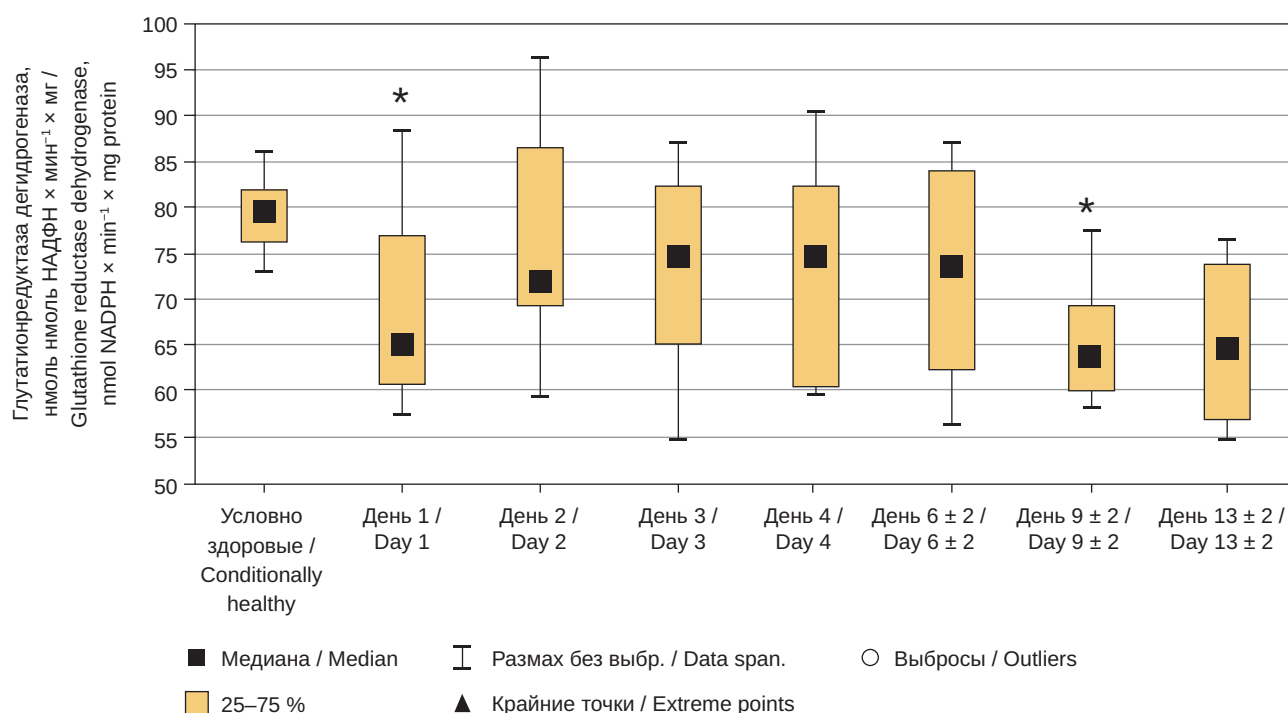 Глутатионредуктаза дегидрогеназа,
нмоль нмоль НАДФН × мин⁻¹ × мг /
Glutathione reductase dehydrogenase,
nmol NADPH × min⁻¹ × mg protein
100
95
90
85
80
75
70
65
60
55
50
*
*
Условно
здоровые /
Conditionally
healthy
День 1 /
Day 1
День 2 /
Day 2
День 3 /
Day 3
День 4 /
Day 4
День 6 ± 2 /
Day 6 ± 2
День 9 ± 2 /
Day 9 ± 2
День 13 ± 2 /
Day 13 ± 2
Медиана / Median
Размах без выбр. / Data span.
Выбросы / Outliers
25–75 %
Крайние точки / Extreme points